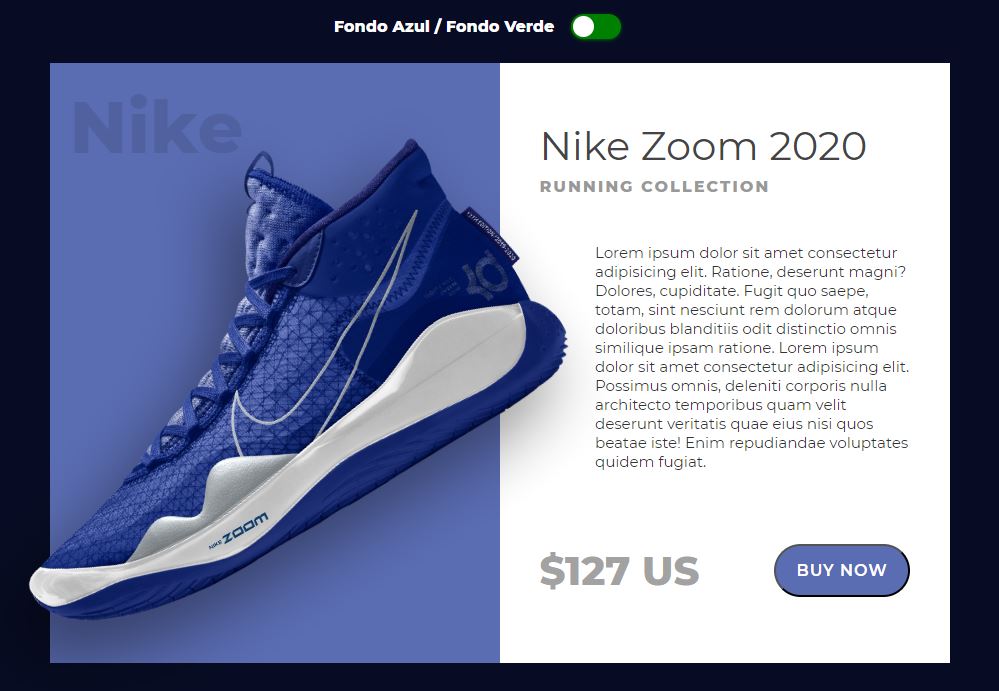 Fondo Azul / Fondo Verde
Nike
Nike Zoom 2020
RUNNING COLLECTION
Lorem ipsum dolor sit amet consectetur
adipisicing elit. Ratione, deserunt magni?
Dolores, cupiditate. Fugit quo saepe,
totam, sint nesciunt rem dolorum atque
doloribus blanditiis odit distinctio omnis
similique ipsam ratione. Lorem ipsum
dolor sit amet consectetur adipisicing elit.
Possimus omnis, deleniti corporis nulla
architecto temporibus quam velit
deserunt veritatis quae eius nisi quos
beatae iste! Enim repudiandae voluptates
quidem fugiat.
NIKE ZOOM
$127 US
BUY NOW